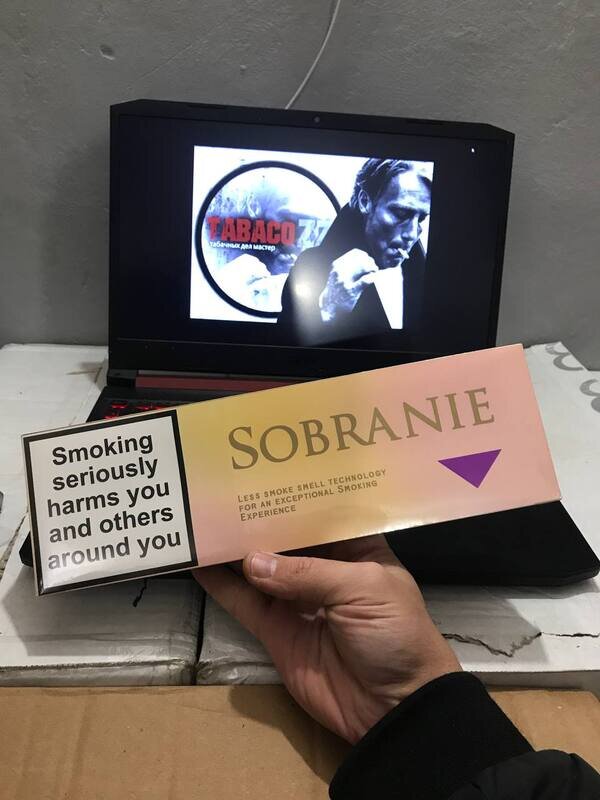 TABACO
табачных дел мастер
Smoking
seriously
harms you
and others
around you
SOBRANIE
LESS SMOKE SMELL TECHNOLOGY
FOR AN EXCEPTIONAL SMOKING
EXPERIENCE